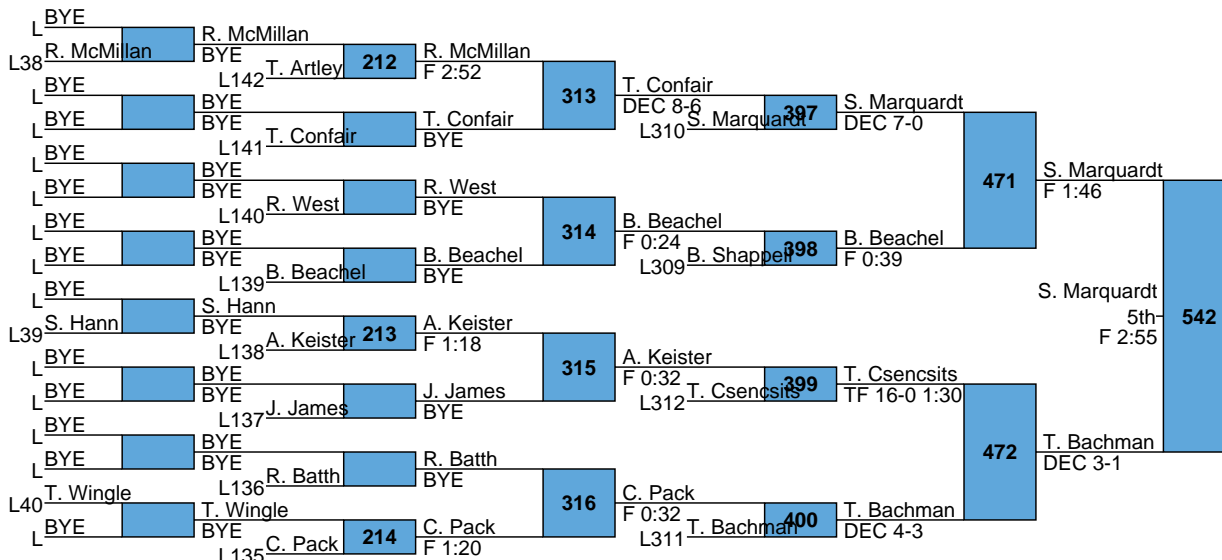 BYE
L
R. McMillan
L38
R. McMillan
BYE
BYE
L
BYE
L
BYE
BYE
BYE
L
BYE
L
BYE
BYE
BYE
L
BYE
L
BYE
BYE
BYE
L
S. Hann
L39
S. Hann
BYE
BYE
L
BYE
L
BYE
BYE
BYE
L
BYE
L
BYE
BYE
T. Wingle
L40
BYE
L
T. Wingle
BYE
T. Artley
L142
212
R. McMillan
F 2:52
T. Confair
L141
T. Confair
BYE
R. West
L140
R. West
BYE
B. Beachel
L139
B. Beachel
BYE
A. Keister
L138
213
A. Keister
F 1:18
J. James
L137
J. James
BYE
R. Batth
L136
R. Batth
BYE
C. Pack
L135
214
C. Pack
F 1:20
313
T. Confair
DEC 8-6
314
B. Beachel
F 0:24
315
A. Keister
F 0:32
316
C. Pack
F 0:32
S. Marquardt
L310
397
S. Marquardt
DEC 7-0
B. Shappell
L309
398
B. Beachel
F 0:39
T. Csencsits
L312
399
T. Csencsits
TF 16-0 1:30
T. Bachman
L311
400
T. Bachman
DEC 4-3
471
S. Marquardt
F 1:46
472
T. Bachman
DEC 3-1
542
S. Marquardt
5th
F 2:55